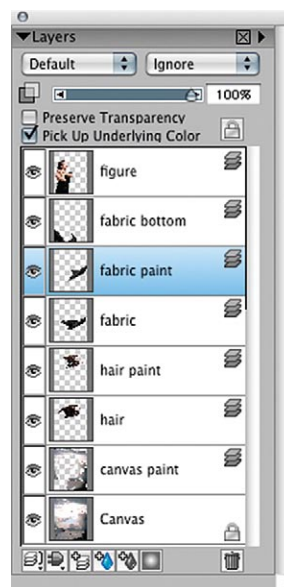 Layers
Default Ignore
100%
Preserve Transparency
Pick Up Underlying Color
figure
fabric bottom
fabric paint
fabric
hair paint
hair
canvas paint
Canvas